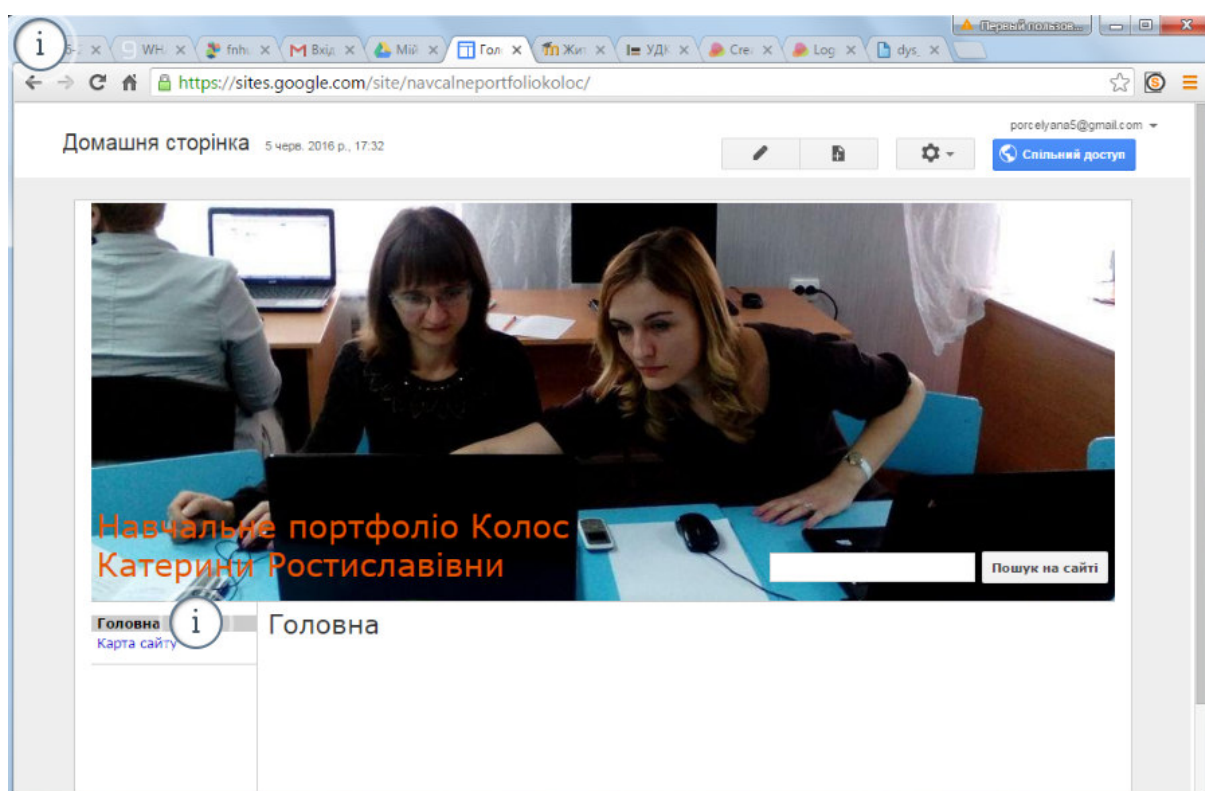 Первый пользов...
WH.
fnht
Вхід
Мій
Гол
Жит
УДК
Cre
Log
dys_
https://sites.google.com/site/navcalneportfoliokoloc/
porcelyana5@gmail.com
Домашня сторінка 5 черв. 2016 р., 17:32
Спільний доступ
Навчальне портфоліо Колос
Катерини Ростиславівни
Пошук на сайті
Головна
Карта сайту
Головна